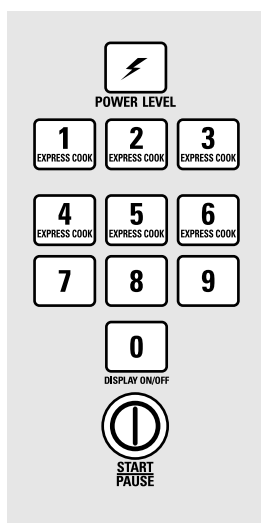 POWER LEVEL
1 2 3
EXPRESS COOK EXPRESS COOK EXPRESS COOK
4 5 6
EXPRESS COOK EXPRESS COOK EXPRESS COOK
7 8 9
0
DISPLAY ON/OFF
START
PAUSE